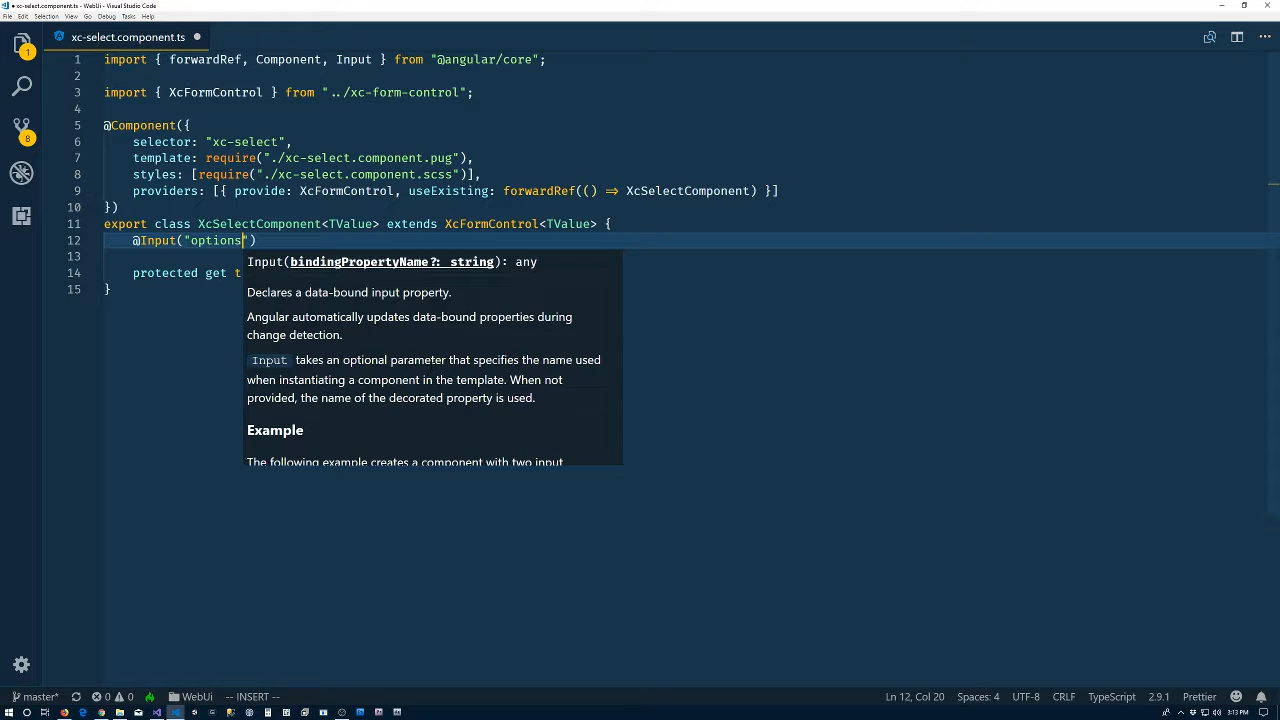 xc-select.component.ts - WebUi - Visual Studio Code
File Edit Selection View Go Debug Tasks Help
xc-select.component.ts
1 import { forwardRef, Component, Input } from "@angular/core";
2
3 import { XcFormControl } from "../xc-form-control";
4
5 @Component({
6 selector: "xc-select",
7 template: require("./xc-select.component.pug"),
8 styles: [require("./xc-select.component.scss")],
9 providers: [{ provide: XcFormControl, useExisting: forwardRef(() => XcSelectComponent) }]
10 })
11 export class XcSelectComponent<TValue> extends XcFormControl<TValue> {
12 @Input("options")
13
14 protected get t
15 }
Input(bindingPropertyName?: string): any
Declares a data-bound input property.
Angular automatically updates data-bound properties during
change detection.
Input takes an optional parameter that specifies the name used
when instantiating a component in the template. When not
provided, the name of the decorated property is used.
Example
The following example creates a component with two input
1
8
master* 0 0 WebUi -- INSERT -- Ln 12, Col 20 Spaces: 4 UTF-8 CRLF TypeScript 2.9.1 Prettier
3:13 PM